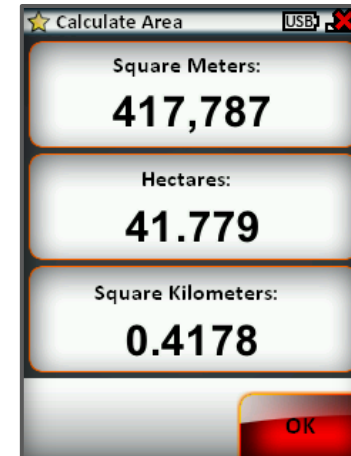 Calculate Area USB
Square Meters:
417,787
Hectares:
41.779
Square Kilometers:
0.4178
OK